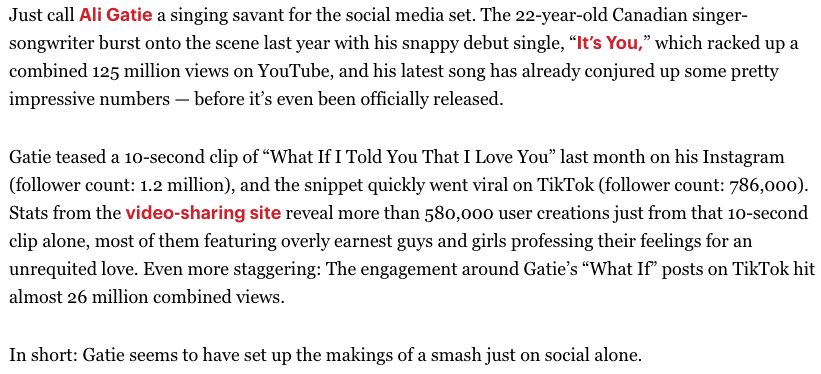 Just call Ali Gatie a singing savant for the social media set. The 22-year-old Canadian singer-
songwriter burst onto the scene last year with his snappy debut single, “It’s You,” which racked up a
combined 125 million views on YouTube, and his latest song has already conjured up some pretty
impressive numbers — before it’s even been officially released.
Gatie teased a 10-second clip of “What If I Told You That I Love You” last month on his Instagram
(follower count: 1.2 million), and the snippet quickly went viral on TikTok (follower count: 786,000).
Stats from the video-sharing site reveal more than 580,000 user creations just from that 10-second
clip alone, most of them featuring overly earnest guys and girls professing their feelings for an
unrequited love. Even more staggering: The engagement around Gatie’s “What If” posts on TikTok hit
almost 26 million combined views.
In short: Gatie seems to have set up the makings of a smash just on social alone.